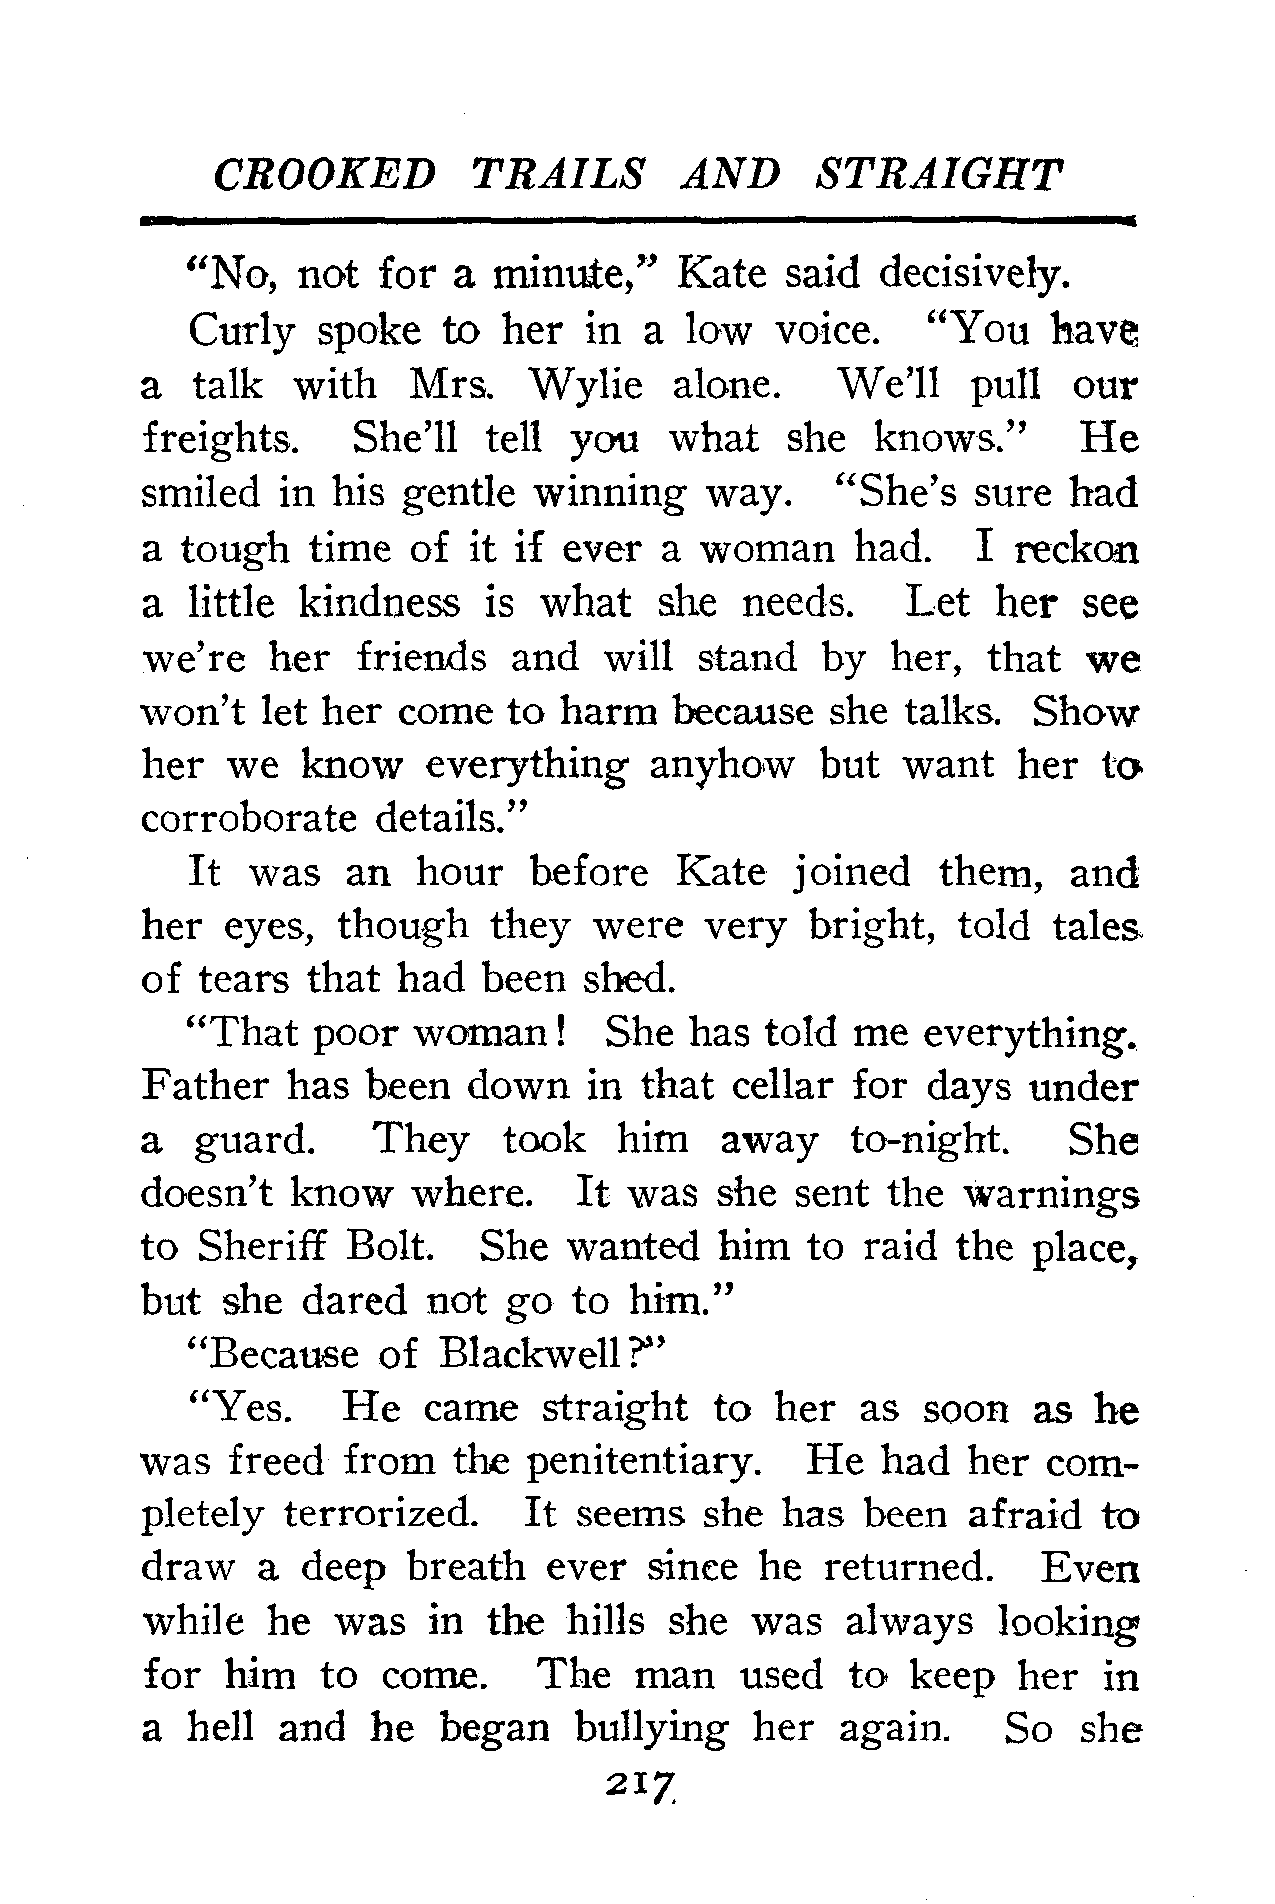 CROOKED TRAILS AND STRAIGHT
“No, not for a minute,” Kate said decisively.
Curly spoke to her in a low voice. “You have
a talk with Mrs. Wylie alone. We’ll pull our
freights. She’ll tell you what she knows.” He
smiled in his gentle winning way. “She’s sure had
a tough time of it if ever a woman had. I reckon
a little kindness is what she needs. Let her see
we’re her friends and will stand by her, that we
won’t let her come to harm because she talks. Show
her we know everything anyhow but want her to
corroborate details.”
It was an hour before Kate joined them, and
her eyes, though they were very bright, told tales
of tears that had been shed.
“That poor woman! She has told me everything.
Father has been down in that cellar for days under
a guard. They took him away to-night. She
doesn’t know where. It was she sent the warnings
to Sheriff Bolt. She wanted him to raid the place,
but she dared not go to him.”
“Because of Blackwell?”
“Yes. He came straight to her as soon as he
was freed from the penitentiary. He had her com-
pletely terrorized. It seems she has been afraid to
draw a deep breath ever since he returned. Even
while he was in the hills she was always looking
for him to come. The man used to keep her in
a hell and he began bullying her again. So she
217